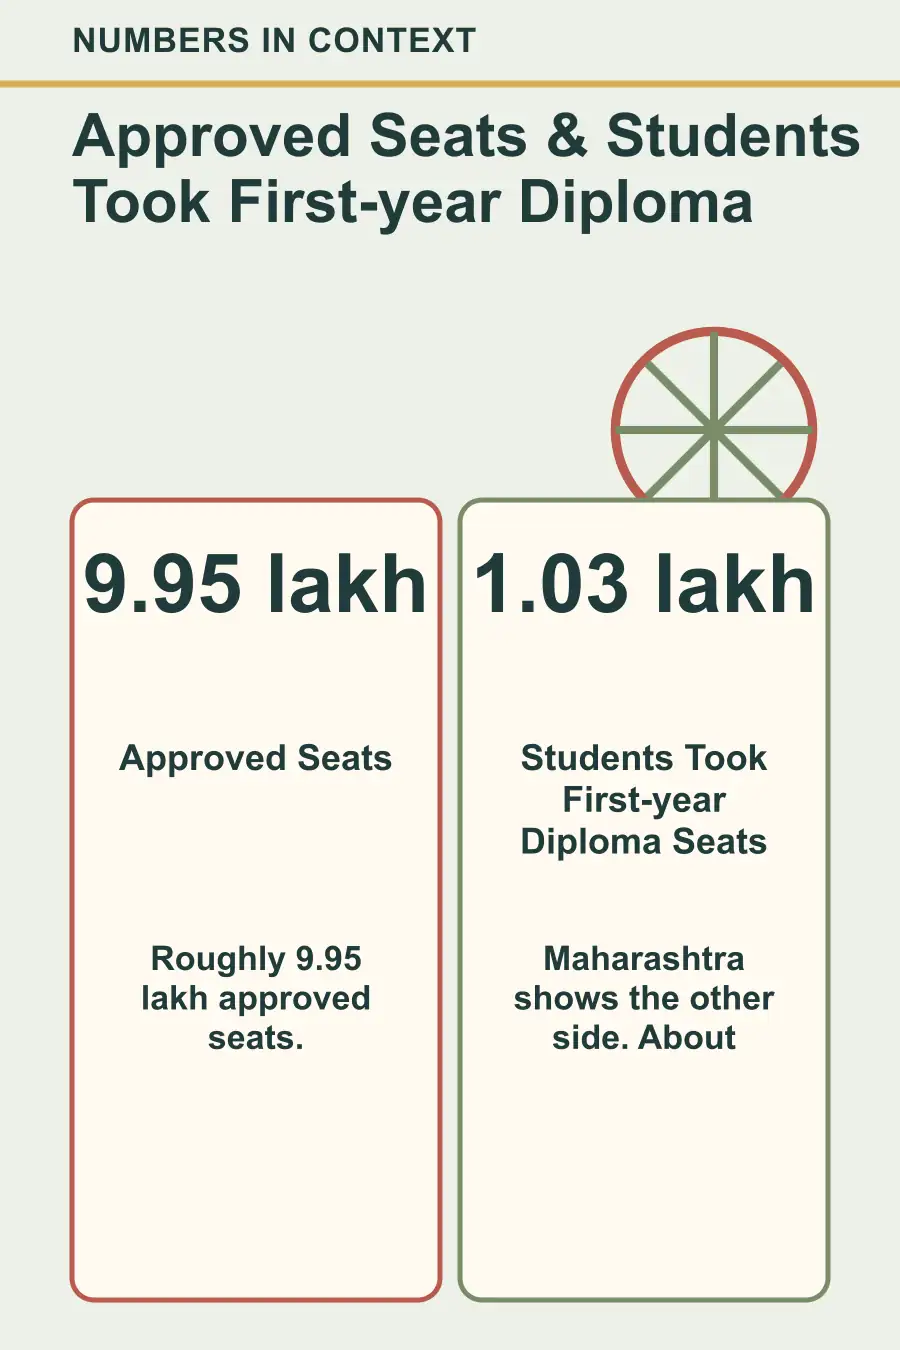 NUMBERS IN CONTEXT
Approved Seats & Students
Took First-year Diploma
9.95 lakh
Approved Seats
Roughly 9.95
lakh approved
seats.
1.03 lakh
Students Took
First-year
Diploma Seats
Maharashtra
shows the other
side. About